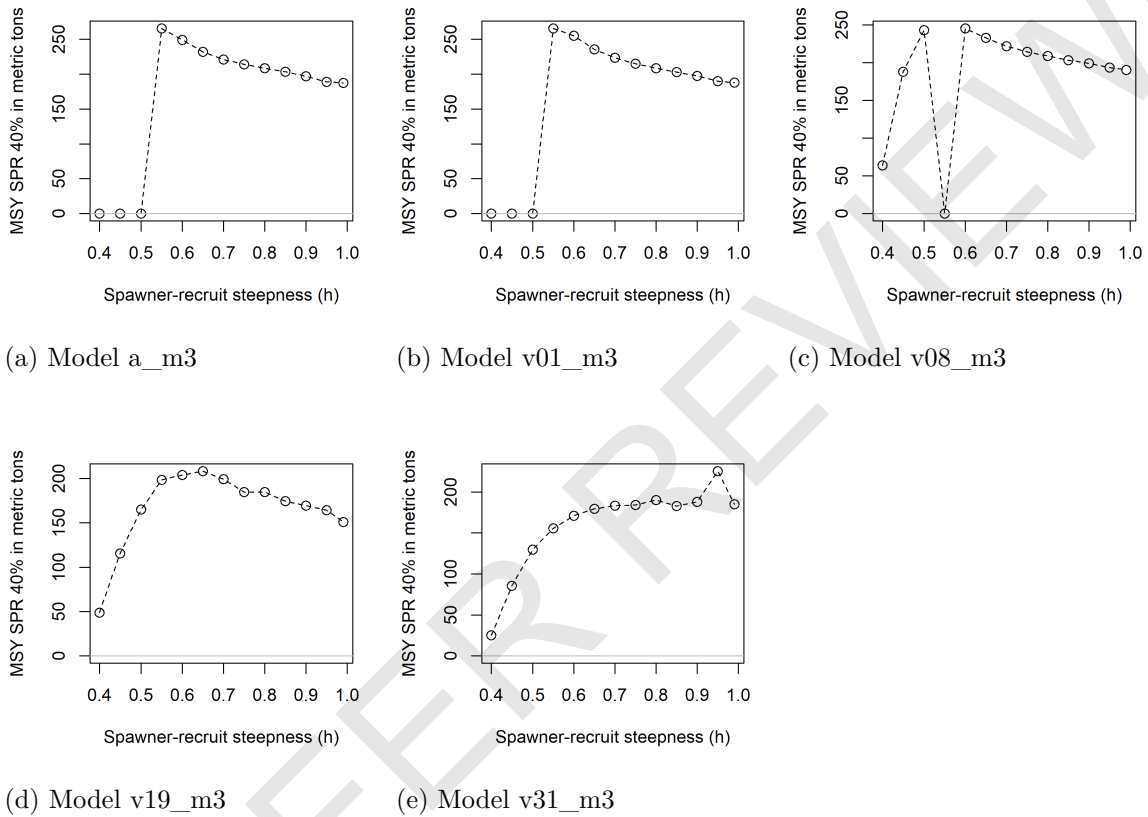 MSY SPR 40% in metric tons
0 50 150 250
0.4 0.5 0.6 0.7 0.8 0.9 1.0
Spawner-recruit steepness (h)
(a) Model a_m3
MSY SPR 40% in metric tons
0 50 150 250
0.4 0.5 0.6 0.7 0.8 0.9 1.0
Spawner-recruit steepness (h)
(b) Model v01_m3
MSY SPR 40% in metric tons
0 50 150 250
0.4 0.5 0.6 0.7 0.8 0.9 1.0
Spawner-recruit steepness (h)
(c) Model v08_m3
MSY SPR 40% in metric tons
0 50 100 150 200
0.4 0.5 0.6 0.7 0.8 0.9 1.0
Spawner-recruit steepness (h)
(d) Model v19_m3
MSY SPR 40% in metric tons
0 50 100 200
0.4 0.5 0.6 0.7 0.8 0.9 1.0
Spawner-recruit steepness (h)
(e) Model v31_m3
EER REVIEW